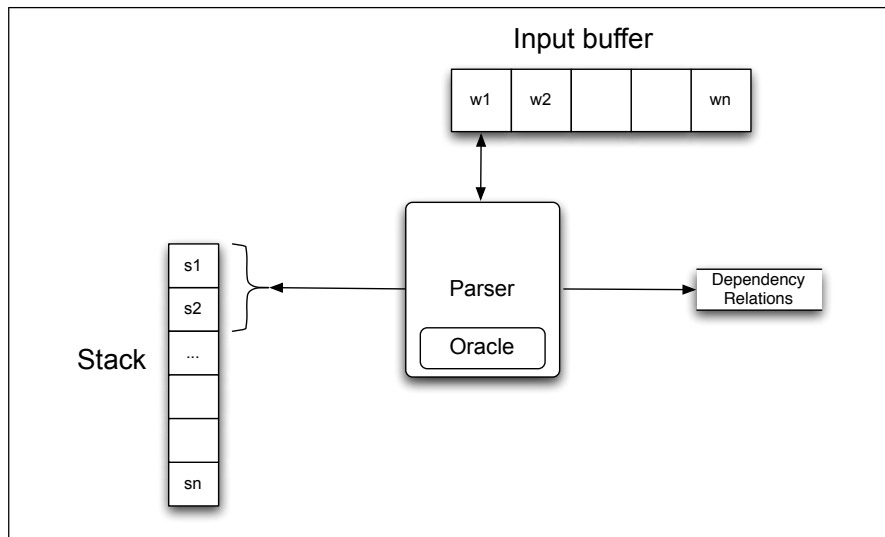 Input buffer
w1 w2 wn
s1
s2
...
sn
Stack
Parser
Oracle
Dependency
Relations